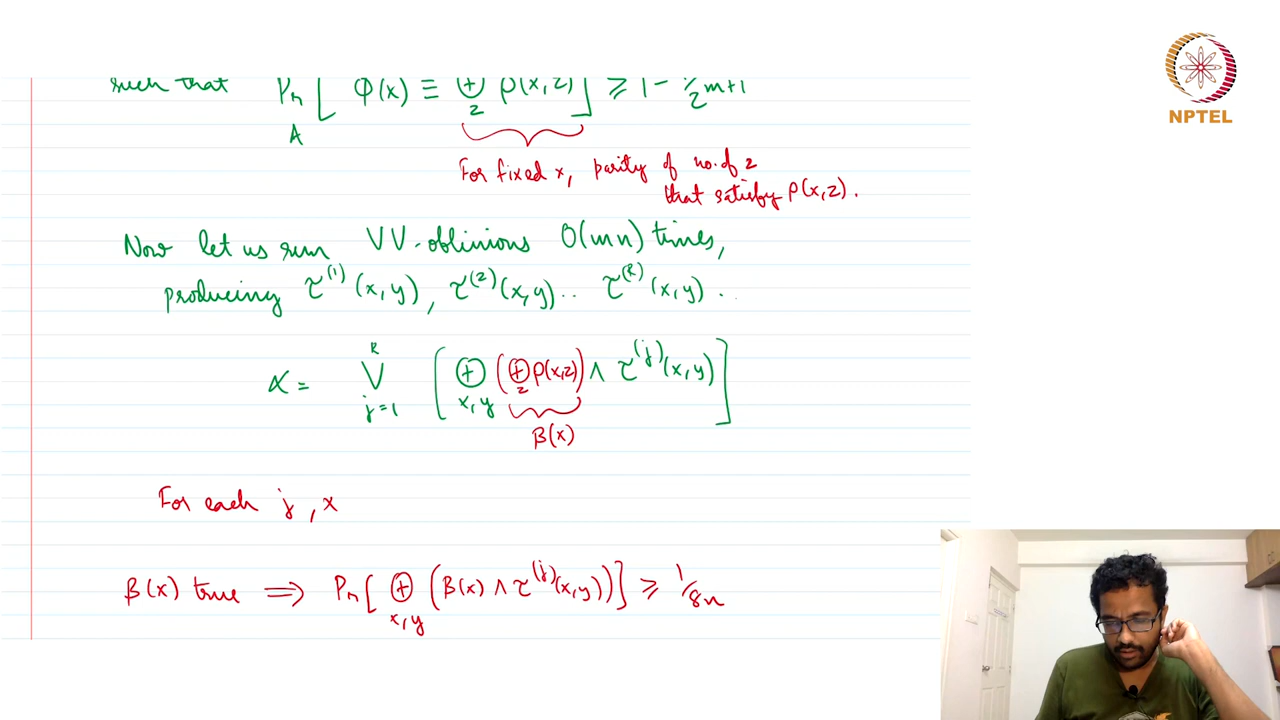 such that Pr_A [ φ(x) ≡ ⊕_z ρ(x,z) ] ≥ 1 - 1/2^{m+1}
For fixed x, parity of no. of z
that satisfy ρ(x,z).
NPTEL
Now let us run VV-oblivious O(mn) times,
producing τ^{(1)}(x,y), τ^{(2)}(x,y).. τ^{(R)}(x,y)..
α = ⋁_{j=1}^{R} [ ⊕_{x,y} (⊕_z ρ(x,z)) ∧ τ^{(j)}(x,y) ]
β(x)
For each j, x
β(x) true ⟹ Pr[ ⊕_{x,y} (β(x) ∧ τ^{(j)}(x,y)) ] ≥ 1/8n